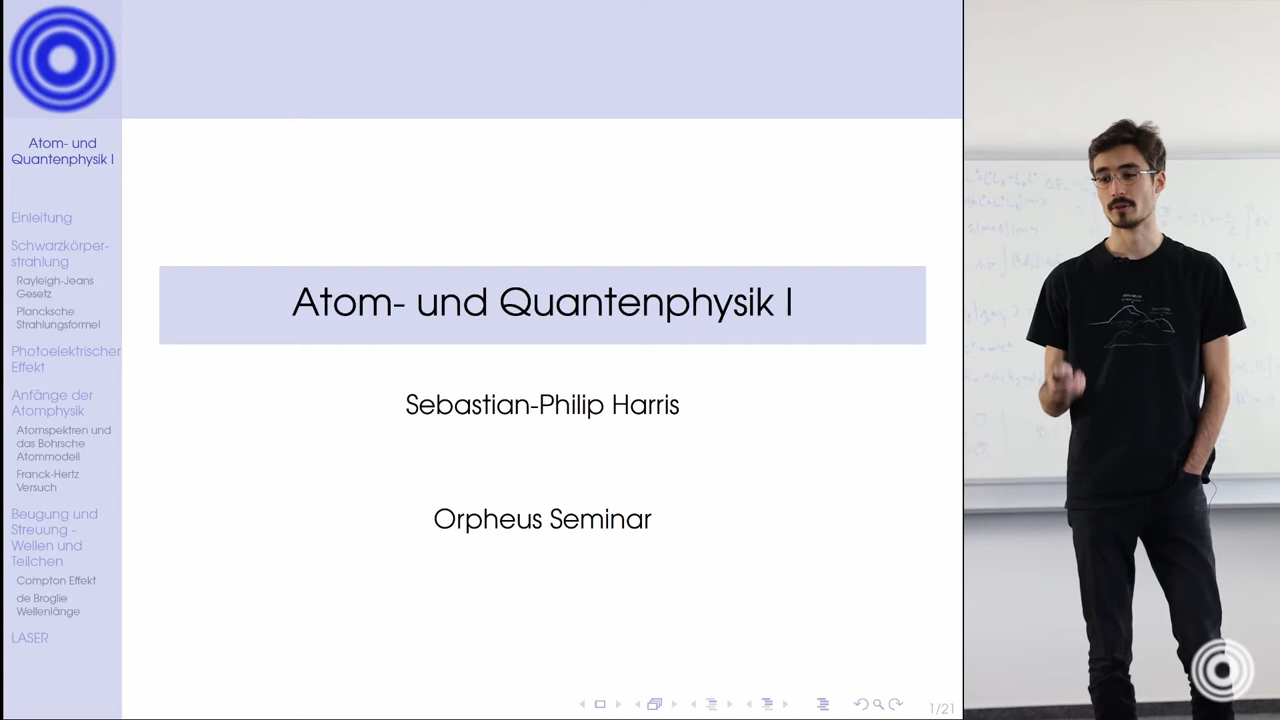 Atom- und
Quantenphysik I
Einleitung
Schwarzkörper-
strahlung
Rayleigh-Jeans
Gesetz
Plancksche
Strahlungsformel
Photoelektrischer
Effekt
Anfänge der
Atomphysik
Atomspektren und
das Bohrsche
Atommodell
Franck-Hertz
Versuch
Beugung und
Streuung -
Wellen und
Teilchen
Compton Effekt
de Broglie
Wellenlänge
LASER
Atom- und Quantenphysik I
Sebastian-Philip Harris
Orpheus Seminar
1/21